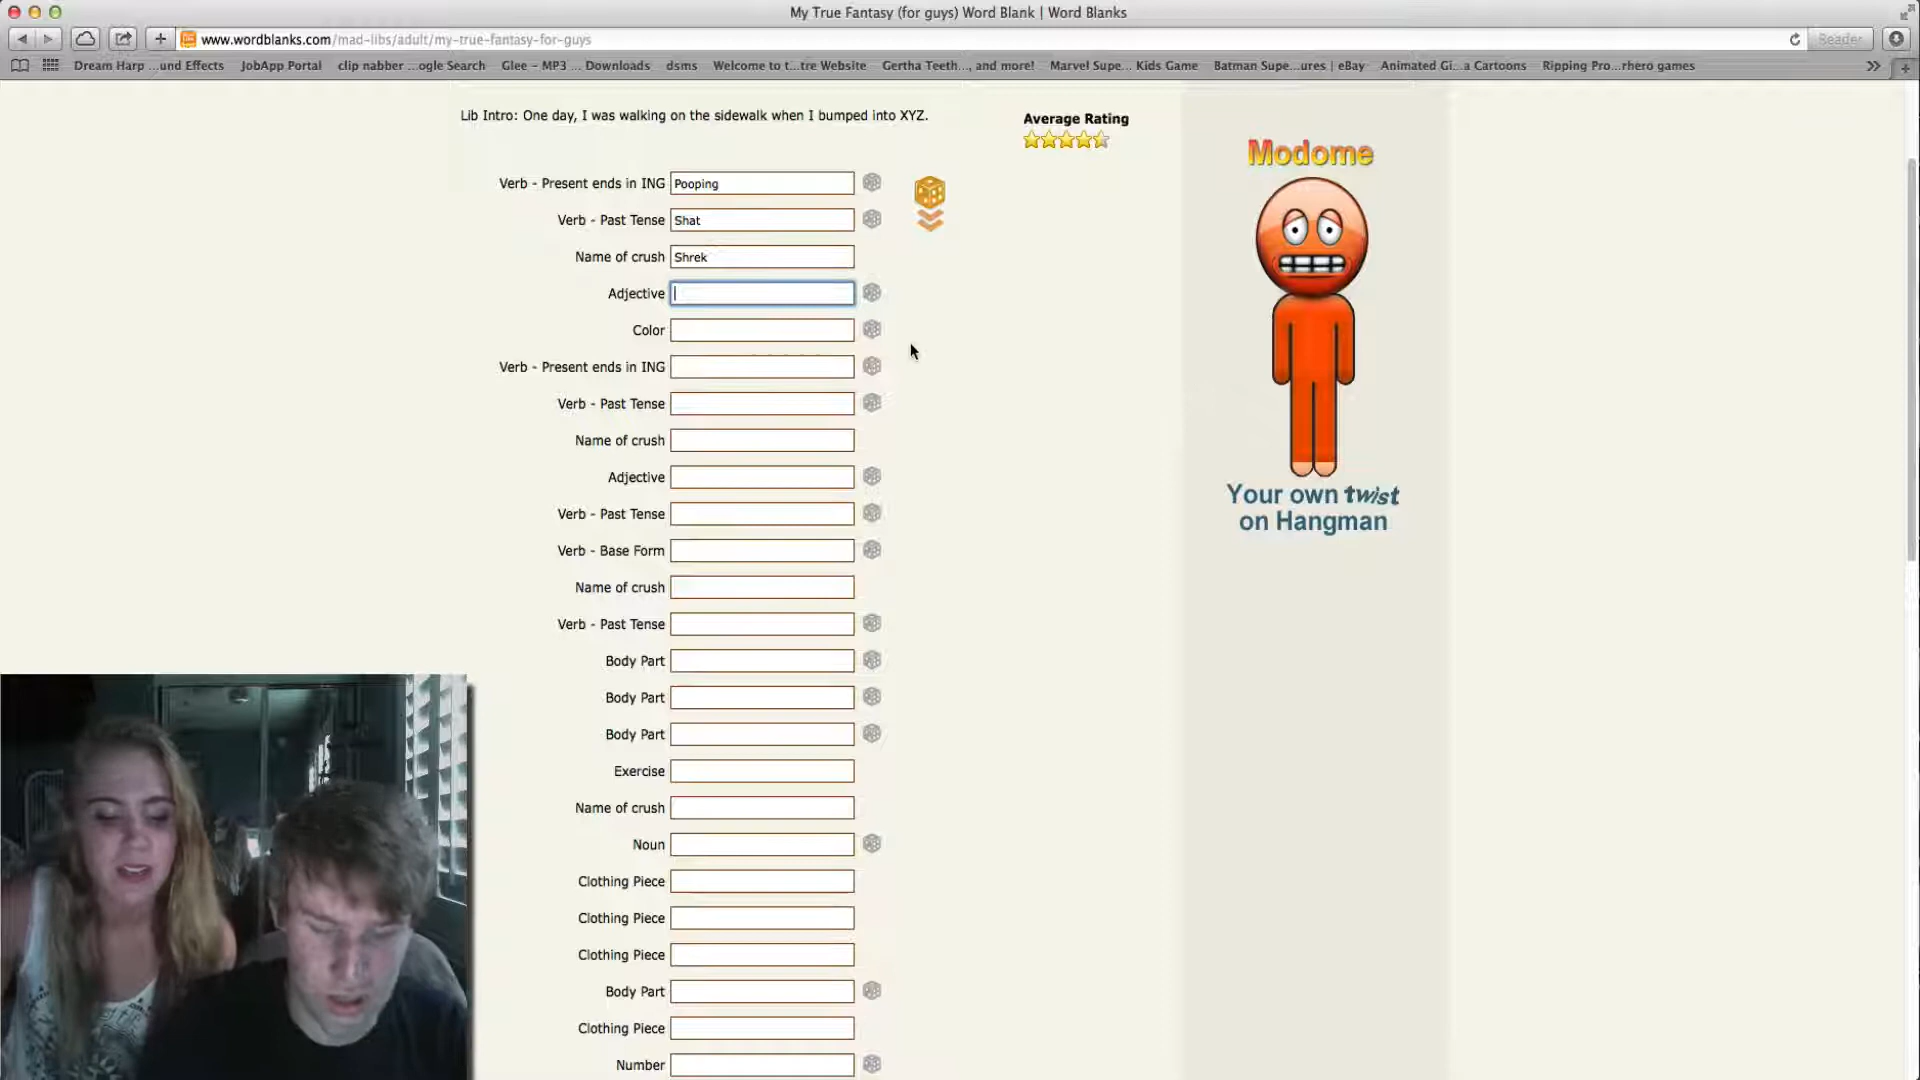 My True Fantasy (for guys) Word Blank | Word Blanks
www.wordblanks.com/mad-libs/adult/my-true-fantasy-for-guys
Reader
Dream Harp ...und Effects JobApp Portal clip nabber ...ogle Search Glee - MP3 ... Downloads dsms Welcome to t...tre Website Gertha Teeth..., and more! Marvel Supe... Kids Game Batman Supe...ures | eBay Animated Gi...a Cartoons Ripping Pro...rhero games
Lib Intro: One day, I was walking on the sidewalk when I bumped into XYZ.
Average Rating
Verb - Present ends in ING Pooping
Verb - Past Tense Shat
Name of crush Shrek
Adjective
Color
Verb - Present ends in ING
Verb - Past Tense
Name of crush
Adjective
Verb - Past Tense
Verb - Base Form
Name of crush
Verb - Past Tense
Body Part
Body Part
Body Part
Exercise
Name of crush
Noun
Clothing Piece
Clothing Piece
Clothing Piece
Body Part
Clothing Piece
Number
Modome
Your own twist
on Hangman